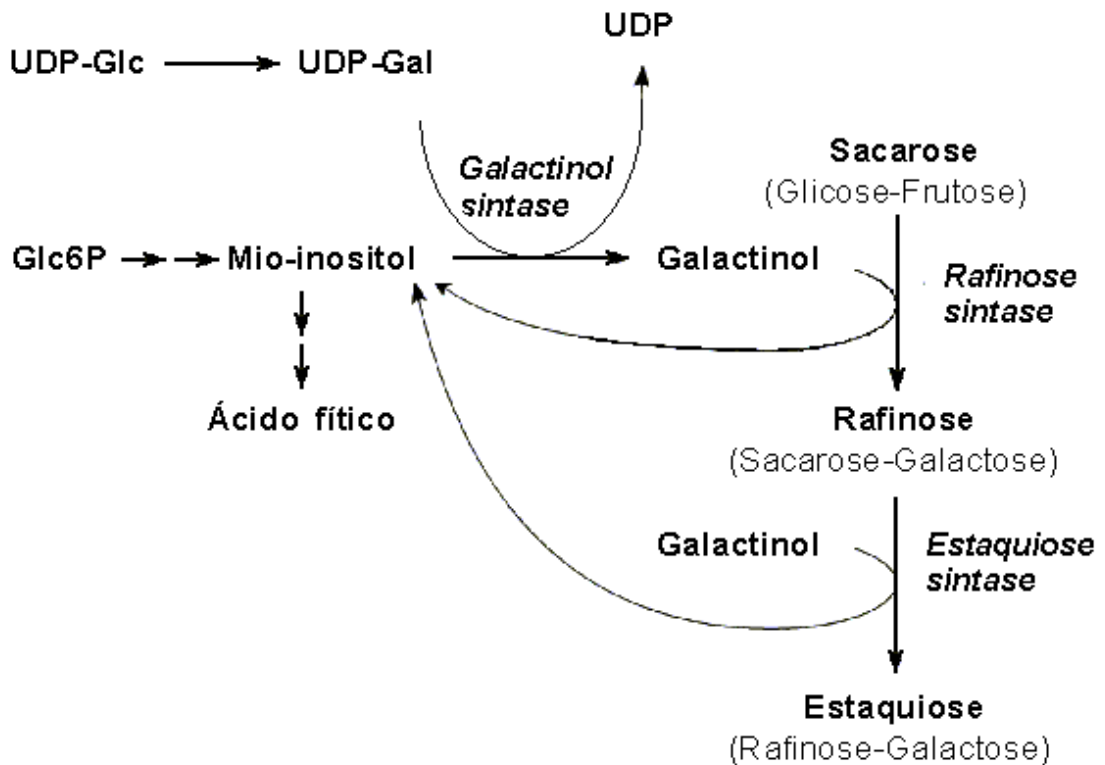 UDP
UDP-Glc UDP-Gal
Galactinol
sintase
Sacarose
(Glicose-Frutose)
Glc6P Mio-inositol Galactinol
Rafinose
sintase
Ácido fítico
Rafinose
(Sacarose-Galactose)
Galactinol
Estaquiose
sintase
Estaquiose
(Rafinose-Galactose)